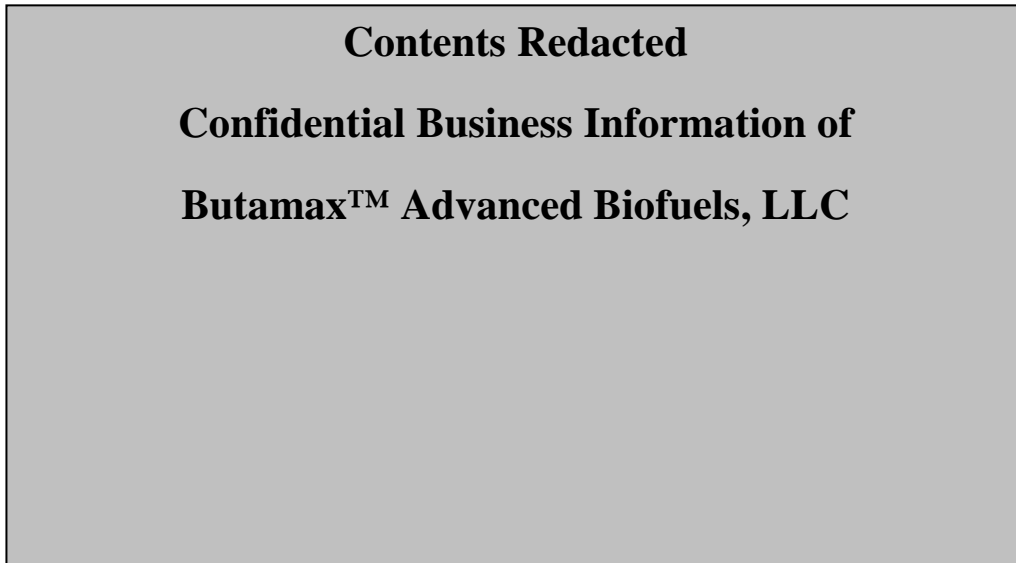 Contents Redacted
Confidential Business Information of
Butamax™ Advanced Biofuels, LLC